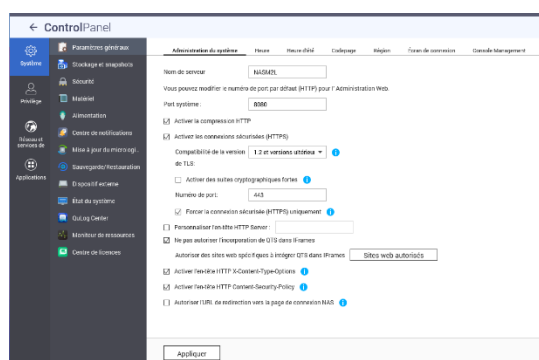 ControlPanel
Système
Privilège
Réseau et services de
Applications
Paramètres généraux
Stockage et snapshots
Sécurité
Matériel
Alimentation
Centre de notifications
Mise à jour du micrologi..
Sauvegarde/Restauration
Dispositif externe
État du système
QuLog Center
Moniteur de ressources
Centre de licences
Administration du système Heure Heure d'été Codepage Région Écran de connexion Console Management
Nom de serveur NASM2L
Vous pouvez modifier le numéro de port par défaut (HTTP) pour l' Administration Web.
Port système : 8080
Activer la compression HTTP
Activez les connexions sécurisées (HTTPS)
Compatibilité de la version 1.2 et versions ultérieu
de TLS:
Activer des suites cryptographiques fortes
Numéro de port. 443
Forcer la connexion sécurisée (HTTPS) uniquement
Personnaliser l'en-tête HTTP Server :
Ne pas autoriser l'incorporation de QTS dans IFrames
Autoriser des sites web spécifiques à intégrer QTS dans IFrames Sites web autorisés
Activer l'en-tête HTTP X-Content-Type-Options
Activer l'en-tête HTTP Content-Security-Policy
Autoriser l'URL de redirection vers la page de connexion NAS
Appliquer